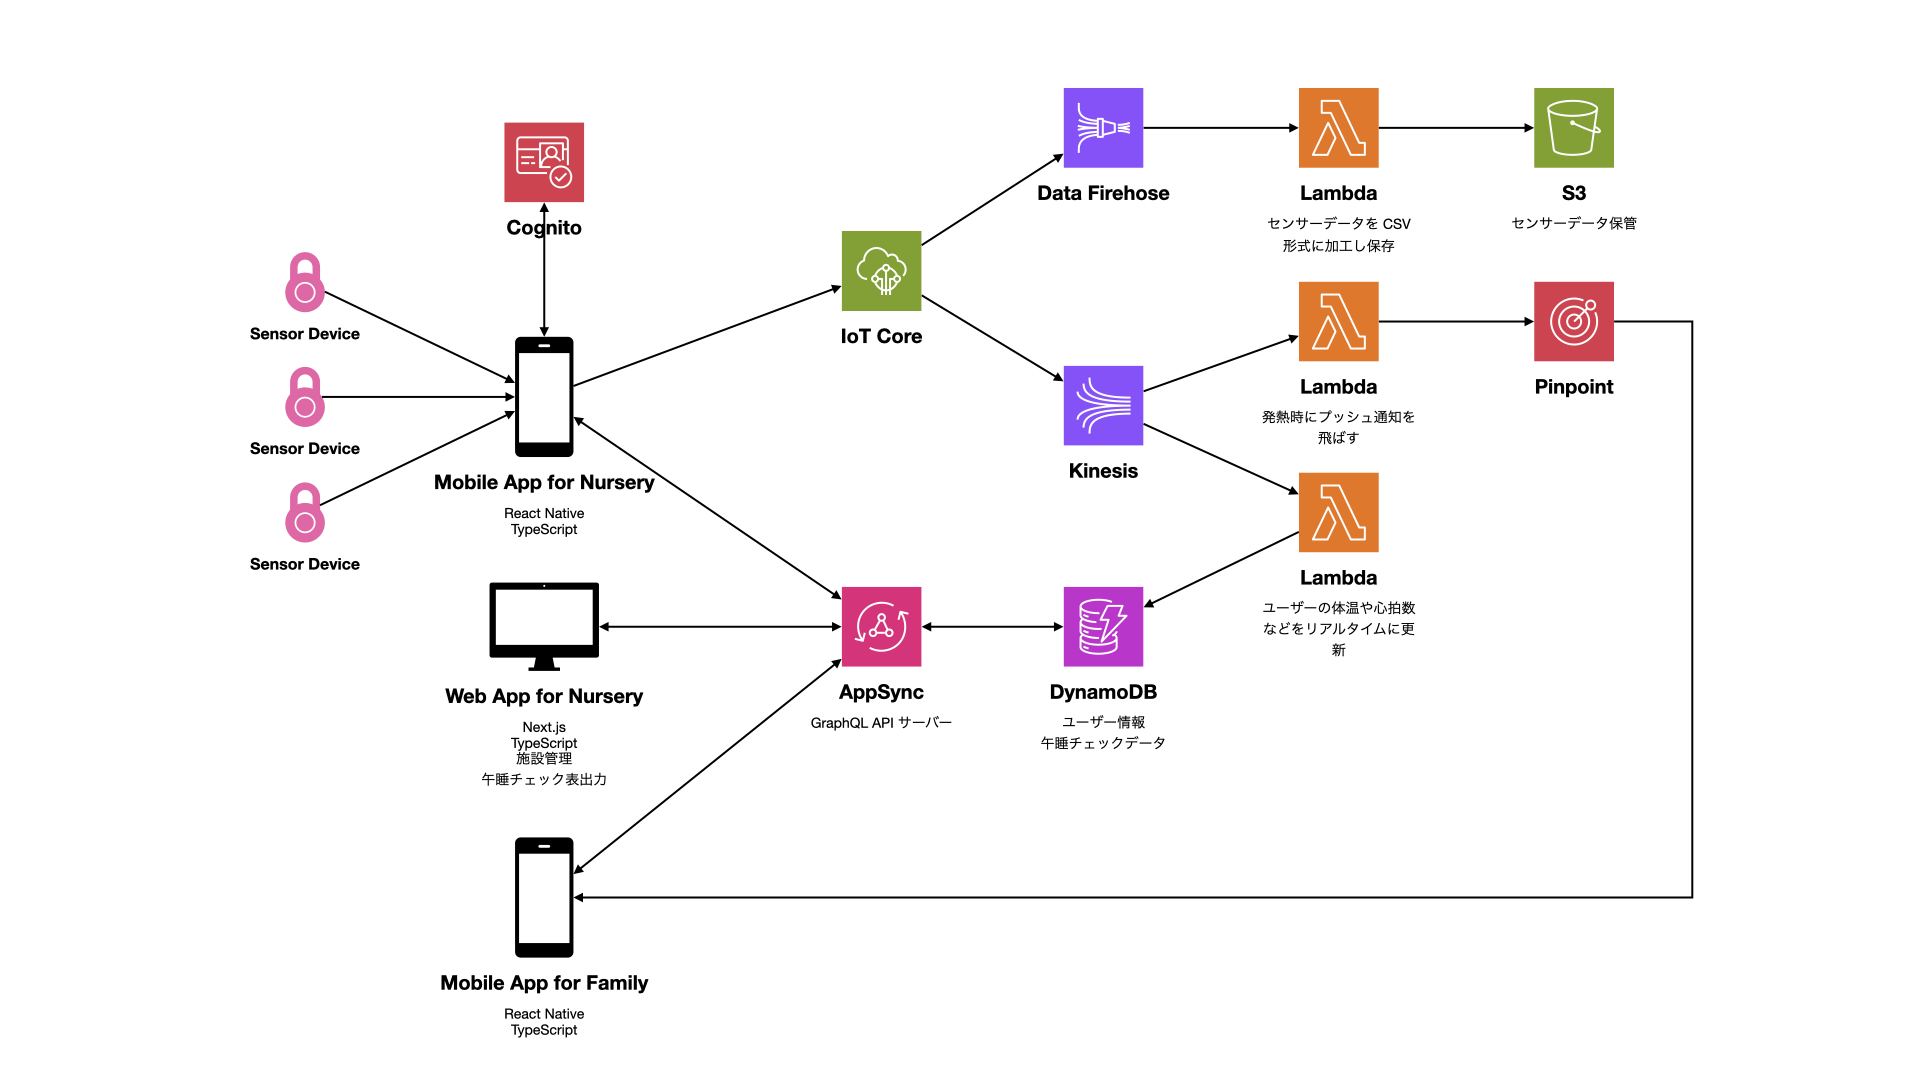 Cognito
Sensor Device
Sensor Device
Sensor Device
Mobile App for Nursery
React Native
TypeScript
Web App for Nursery
Next.js
TypeScript
施設管理
午睡チェック表出力
Mobile App for Family
React Native
TypeScript
IoT Core
AppSync
GraphQL API サーバー
Data Firehose
Kinesis
DynamoDB
ユーザー情報
午睡チェックデータ
Lambda
センサーデータを CSV
形式に加工し保存
Lambda
発熱時にプッシュ通知を
飛ばす
Lambda
ユーザーの体温や心拍数
などをリアルタイムに更
新
S3
センサーデータ保管
Pinpoint